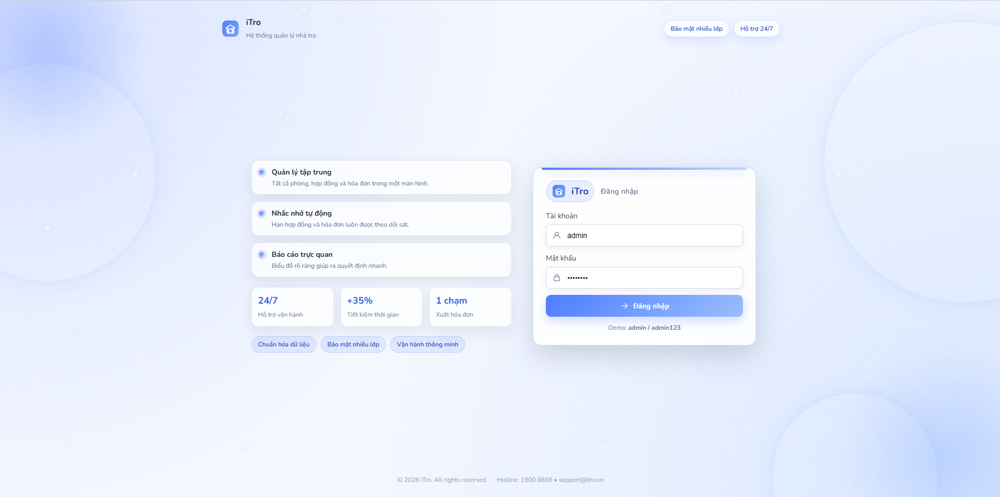 iTro
Hệ thống quản lý nhà trọ
Bảo mật nhiều lớp
Hỗ trợ 24/7
Quản lý tập trung
Tất cả phòng, hợp đồng và hóa đơn trong một màn hình.
Nhắc nhở tự động
Hạn hợp đồng và hóa đơn luôn được theo dõi sát.
Báo cáo trực quan
Biểu đồ rõ ràng giúp ra quyết định nhanh.
24/7
Hỗ trợ vận hành
+35%
Tiết kiệm thời gian
1 chạm
Xuất hóa đơn
Chuẩn hóa dữ liệu
Bảo mật nhiều lớp
Vận hành thông minh
iTro
Đăng nhập
Tài khoản
admin
Mật khẩu
••••••••
Đăng nhập
Demo: admin / admin123
© 2026 iTro. All rights reserved.
Hotline: 1900 6868 • support@itro.vn